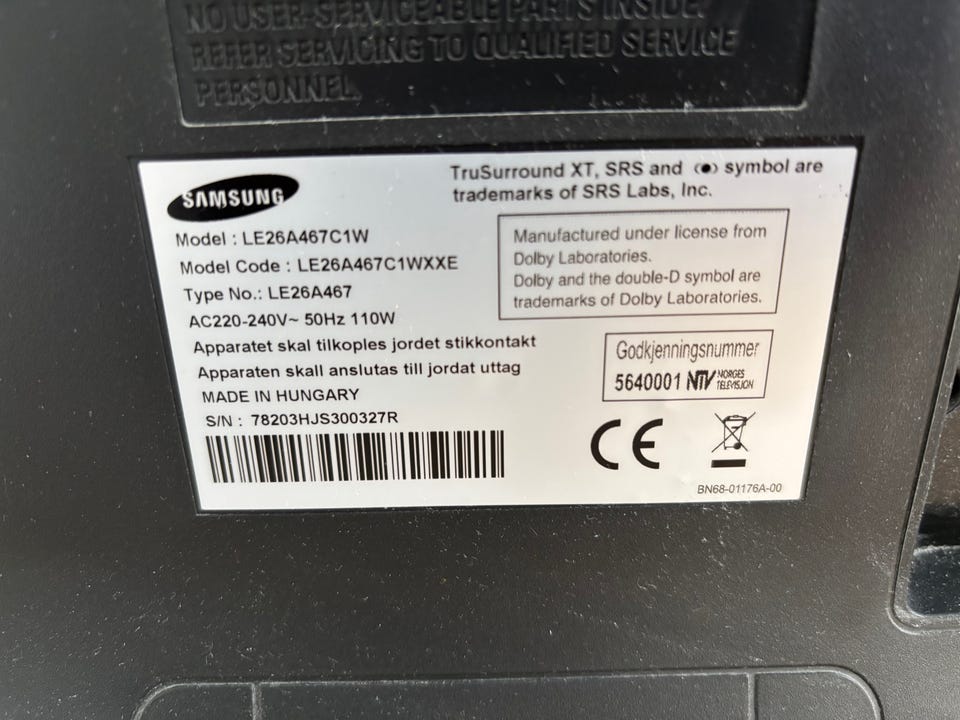 NO USER-SERVICEABLE PARTS INSIDE.
REFER SERVICING TO QUALIFIED SERVICE
PERSONNEL.
SAMSUNG
TruSurround XT, SRS and (●) symbol are
trademarks of SRS Labs, Inc.
Model : LE26A467C1W
Model Code : LE26A467C1WXXE
Type No.: LE26A467
AC220-240V~ 50Hz 110W
Apparatet skal tilkoples jordet stikkontakt
Apparaten skall anslutas till jordat uttag
MADE IN HUNGARY
S/N : 78203HJS300327R
Manufactured under license from
Dolby Laboratories.
Dolby and the double-D symbol are
trademarks of Dolby Laboratories.
Godkjenningsnummer
5640001 NTV NORGES
TELEVISJON
CE
BN68-01176A-00